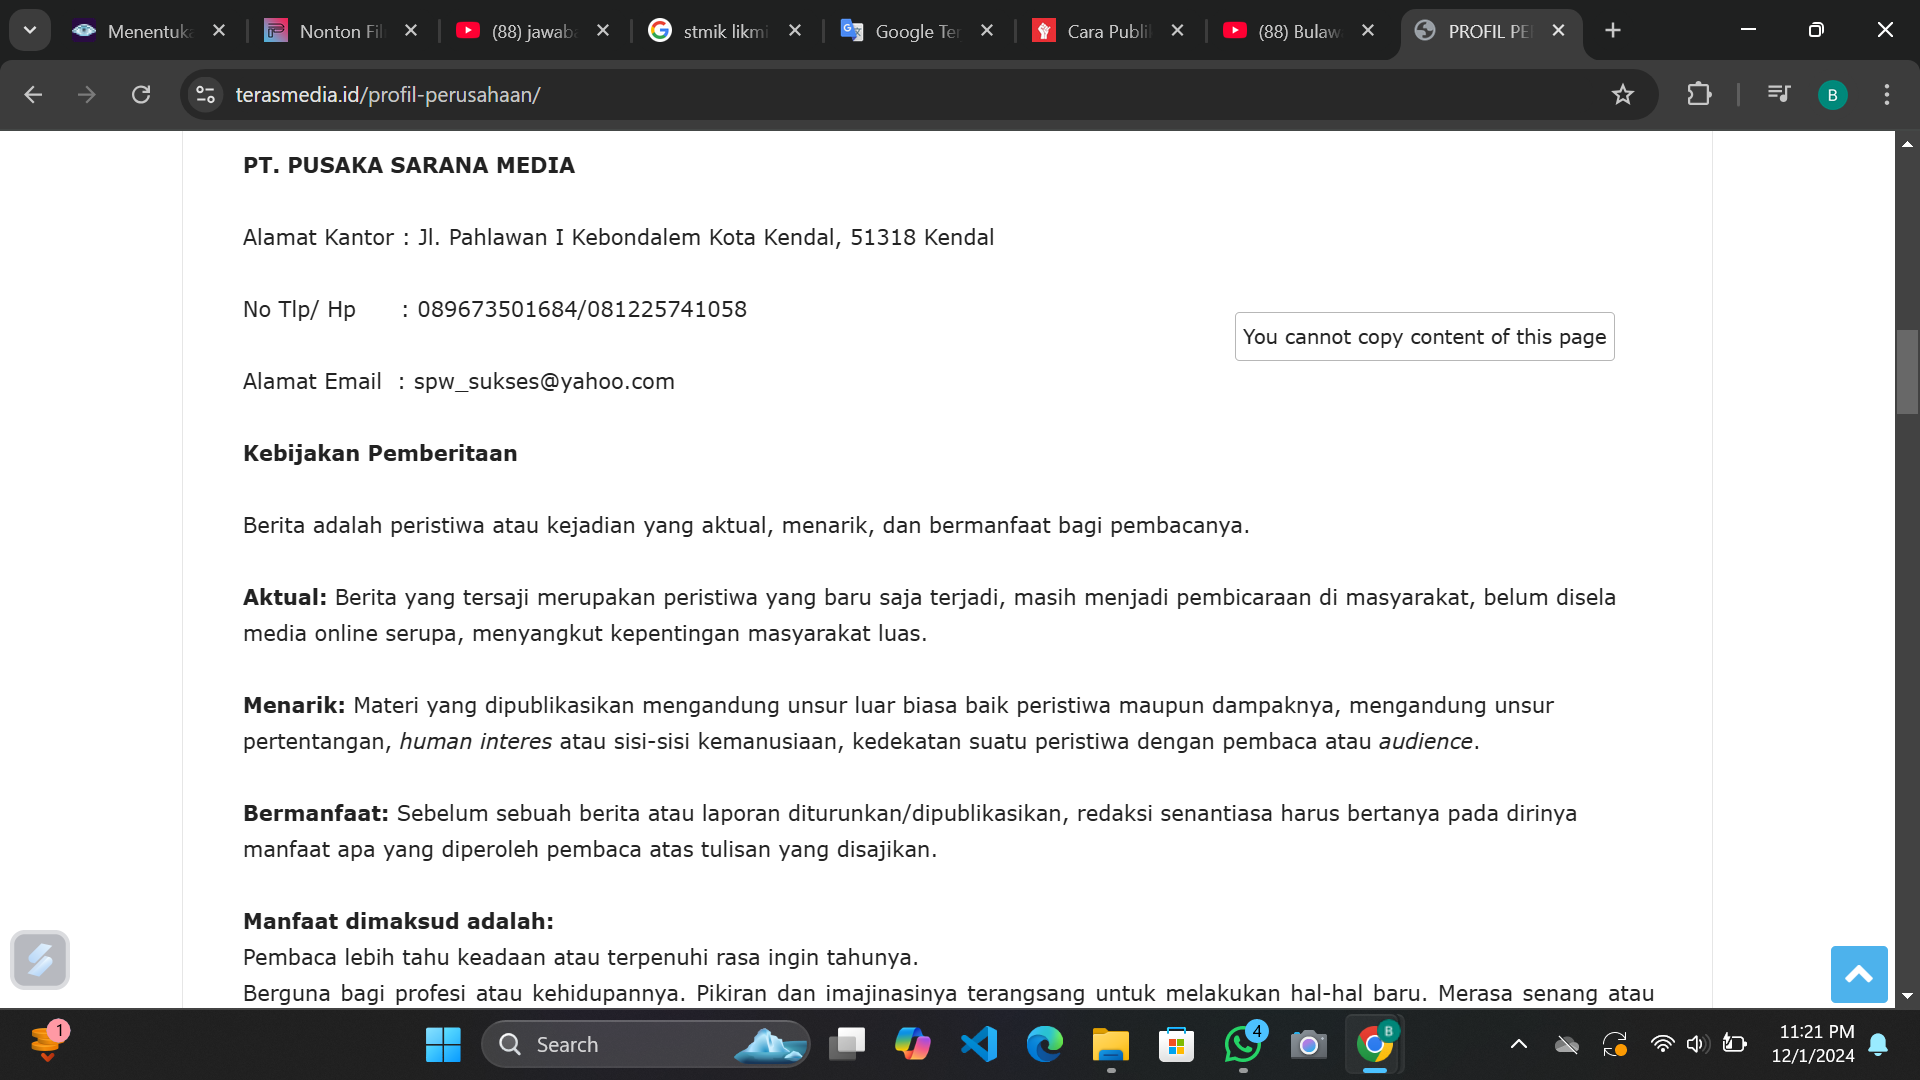 Menentuka
Nonton Fil
(88) jawaba
stmik likmi
Google Ter
Cara Publik
(88) Bulaw
PROFIL PE
terasmedia.id/profil-perusahaan/
B
PT. PUSAKA SARANA MEDIA
Alamat Kantor : Jl. Pahlawan I Kebondalem Kota Kendal, 51318 Kendal
No Tlp/ Hp : 089673501684/081225741058
You cannot copy content of this page
Alamat Email : spw_sukses@yahoo.com
Kebijakan Pemberitaan
Berita adalah peristiwa atau kejadian yang aktual, menarik, dan bermanfaat bagi pembacanya.
Aktual: Berita yang tersaji merupakan peristiwa yang baru saja terjadi, masih menjadi pembicaraan di masyarakat, belum disela
media online serupa, menyangkut kepentingan masyarakat luas.
Menarik: Materi yang dipublikasikan mengandung unsur luar biasa baik peristiwa maupun dampaknya, mengandung unsur
pertentangan, human interes atau sisi-sisi kemanusiaan, kedekatan suatu peristiwa dengan pembaca atau audience.
Bermanfaat: Sebelum sebuah berita atau laporan diturunkan/dipublikasikan, redaksi senantiasa harus bertanya pada dirinya
manfaat apa yang diperoleh pembaca atas tulisan yang disajikan.
Manfaat dimaksud adalah:
Pembaca lebih tahu keadaan atau terpenuhi rasa ingin tahunya.
Berguna bagi profesi atau kehidupannya. Pikiran dan imajinasinya terangsang untuk melakukan hal-hal baru. Merasa senang atau
1
Search
4
B
11:21 PM
12/1/2024